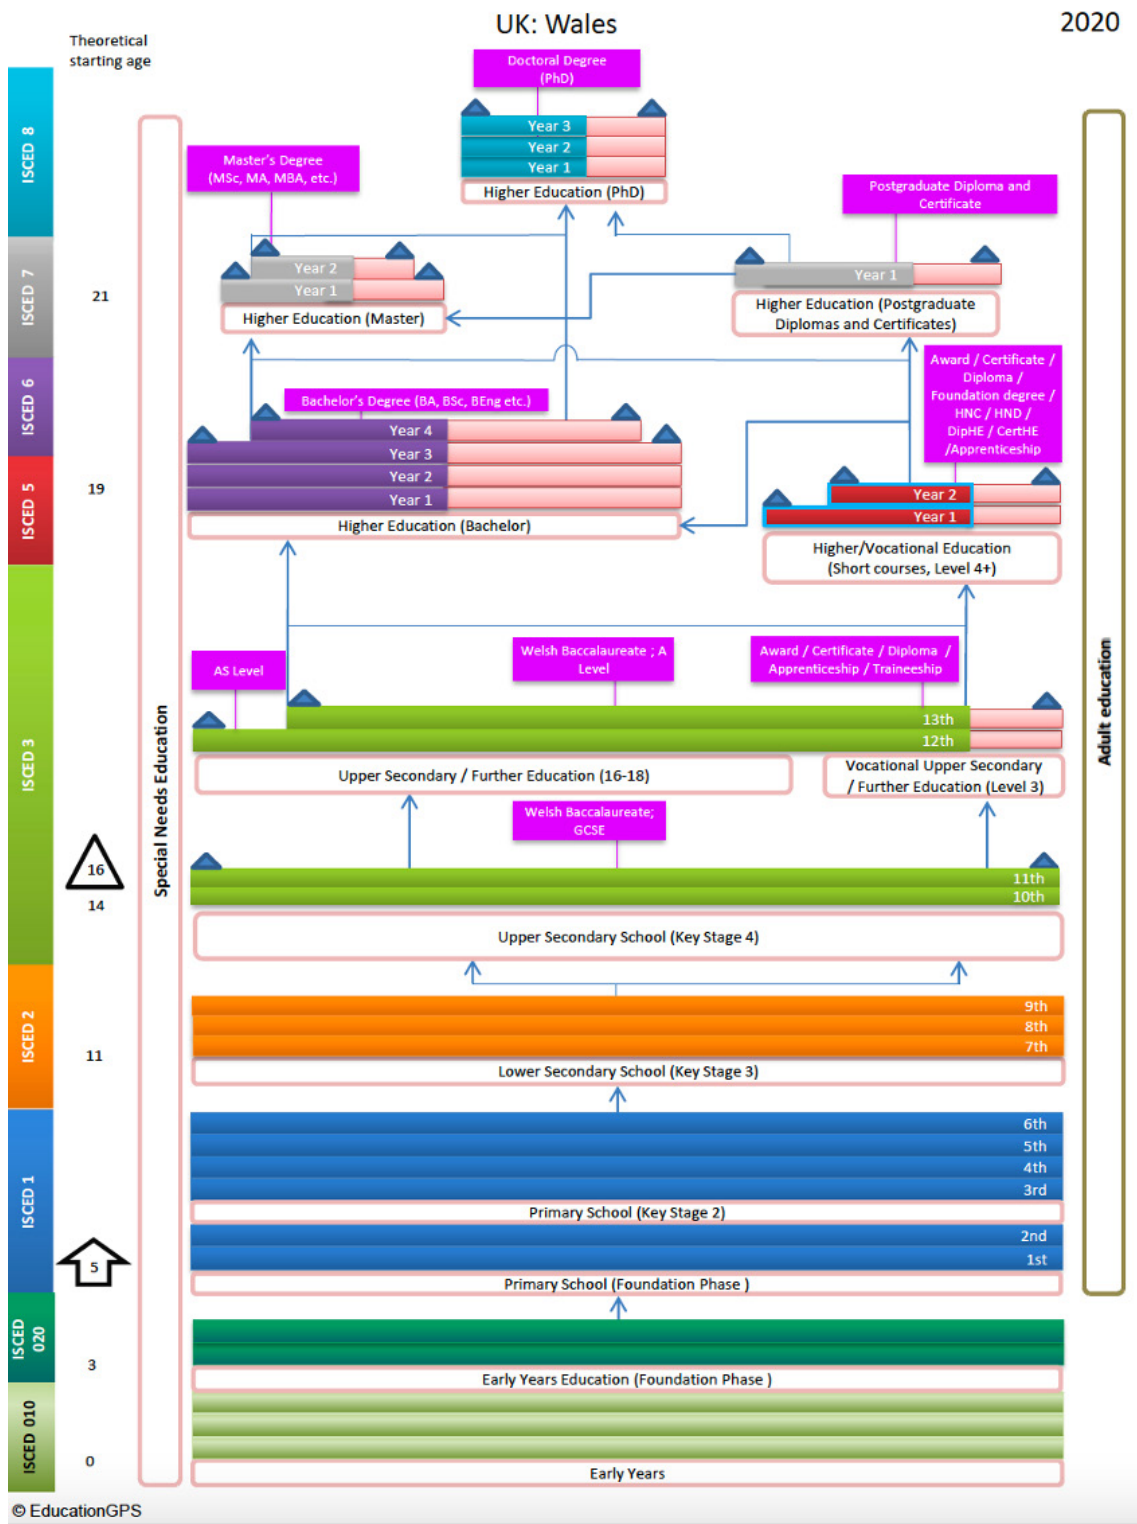 UK: Wales
2020
Theoretical
starting age
Doctoral Degree
(PhD)
ISCED 8
Year 3
Year 2
Year 1
Higher Education (PhD)
Master's Degree
(MSc, MA, MBA, etc.)
Postgraduate Diploma and
Certificate
ISCED 7
21
Year 2
Year 1
Higher Education (Master)
Year 1
Higher Education (Postgraduate
Diplomas and Certificates)
ISCED 6
Bachelor's Degree (BA, BSc, BEng etc.)
Year 4
Year 3
Year 2
Year 1
Higher Education (Bachelor)
Award / Certificate /
Diploma /
Foundation degree /
HNC / HND /
DipHE / CertHE
/Apprenticeship
ISCED 5
19
Year 2
Year 1
Higher/Vocational Education
(Short courses, Level 4+)
ISCED 3
AS Level
Welsh Baccalaureate ; A
Level
Award / Certificate / Diploma /
Apprenticeship / Traineeship
13th
12th
Upper Secondary / Further Education (16-18)
Vocational Upper Secondary
/ Further Education (Level 3)
Special Needs Education
Adult education
Welsh Baccalaureate;
GCSE
16
14
11th
10th
Upper Secondary School (Key Stage 4)
ISCED 2
11
9th
8th
7th
Lower Secondary School (Key Stage 3)
ISCED 1
6th
5th
4th
3rd
Primary School (Key Stage 2)
2nd
1st
5
Primary School (Foundation Phase )
ISCED
020
3
Early Years Education (Foundation Phase )
ISCED 010
0
Early Years
© EducationGPS